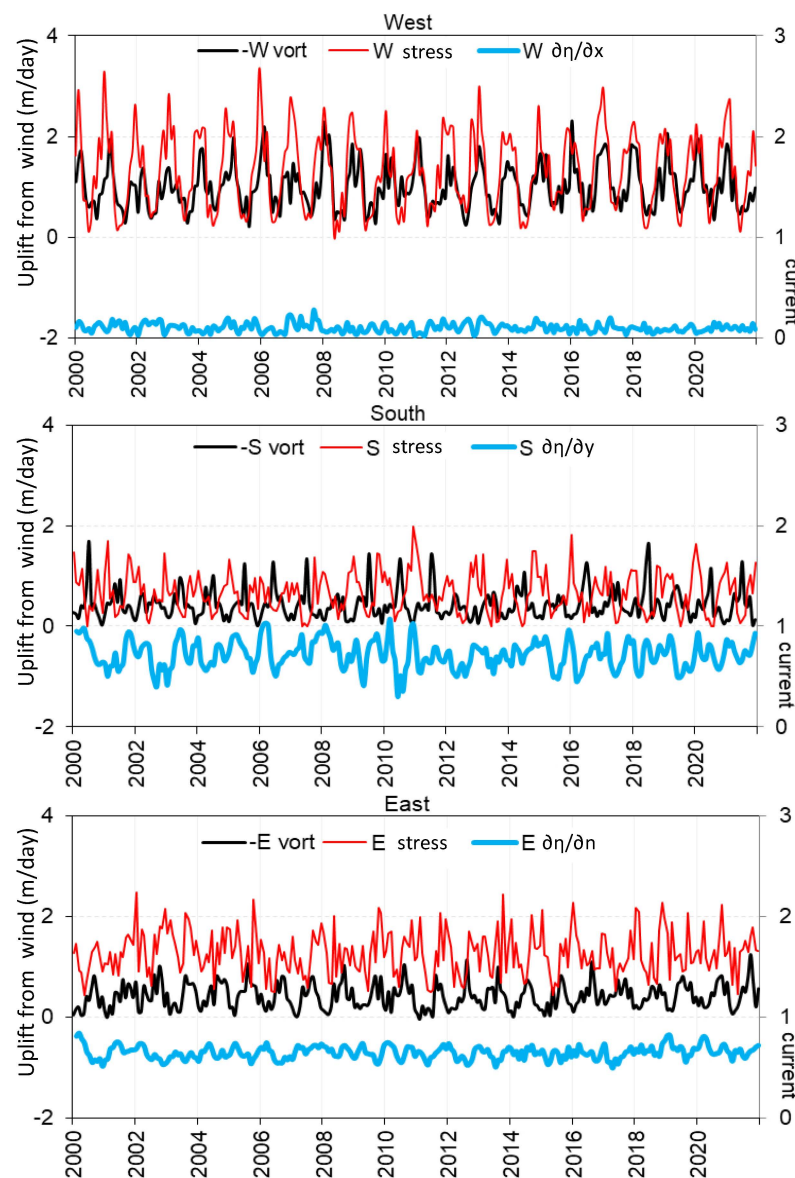 West
-W vort W stress W ∂η/∂x
Uplift from wind (m/day)
4
2
0
-2
3
2
1
0
current
2000 2002 2004 2006 2008 2010 2012 2014 2016 2018 2020
South
-S vort S stress S ∂η/∂y
Uplift from wind (m/day)
4
2
0
-2
3
2
1
0
current
2000 2002 2004 2006 2008 2010 2012 2014 2016 2018 2020
East
-E vort E stress E ∂η/∂n
Uplift from wind (m/day)
4
2
0
-2
3
2
1
0
current
2000 2002 2004 2006 2008 2010 2012 2014 2016 2018 2020